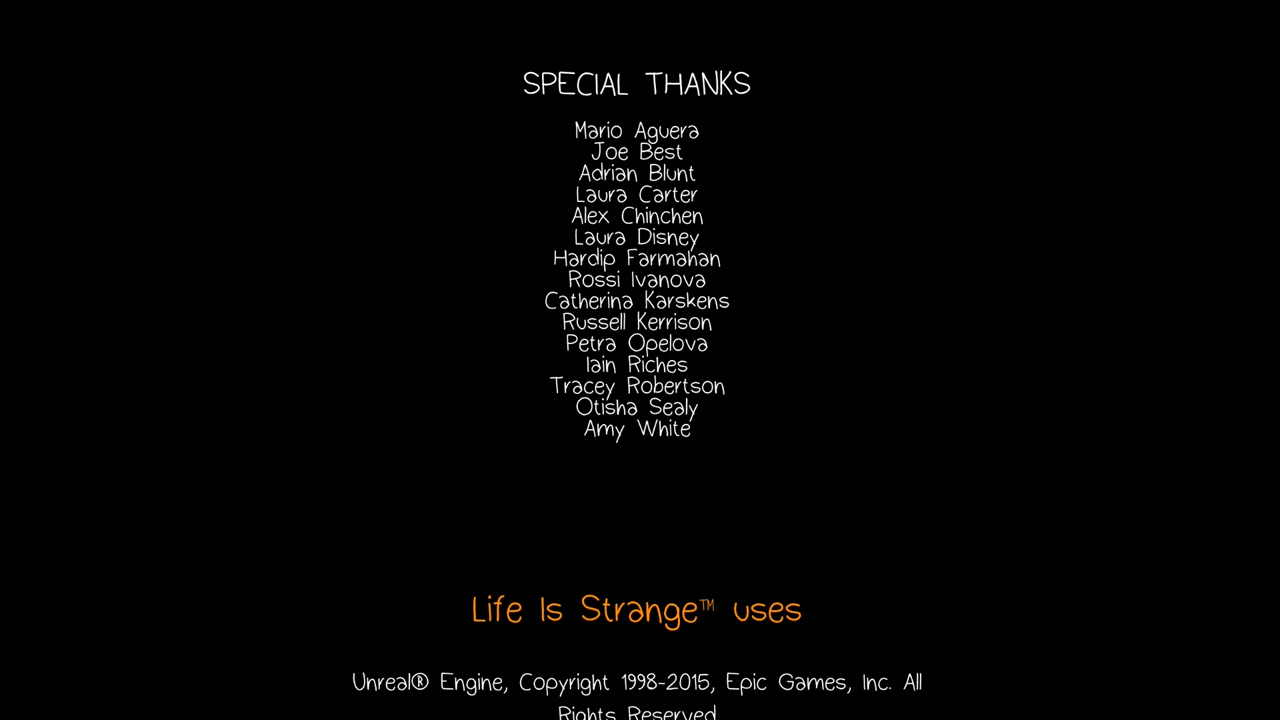 SPECIAL THANKS
Mario Aguera
Joe Best
Adrian Blunt
Laura Carter
Alex Chinchen
Laura Disney
Hardip Farmahan
Rossi Ivanova
Catherina Karskens
Russell Kerrison
Petra Opelova
Iain Riches
Tracey Robertson
Otisha Sealy
Amy White
Life Is Strange™ uses
Unreal® Engine, Copyright 1998-2015, Epic Games, Inc. All
Rights Reserved